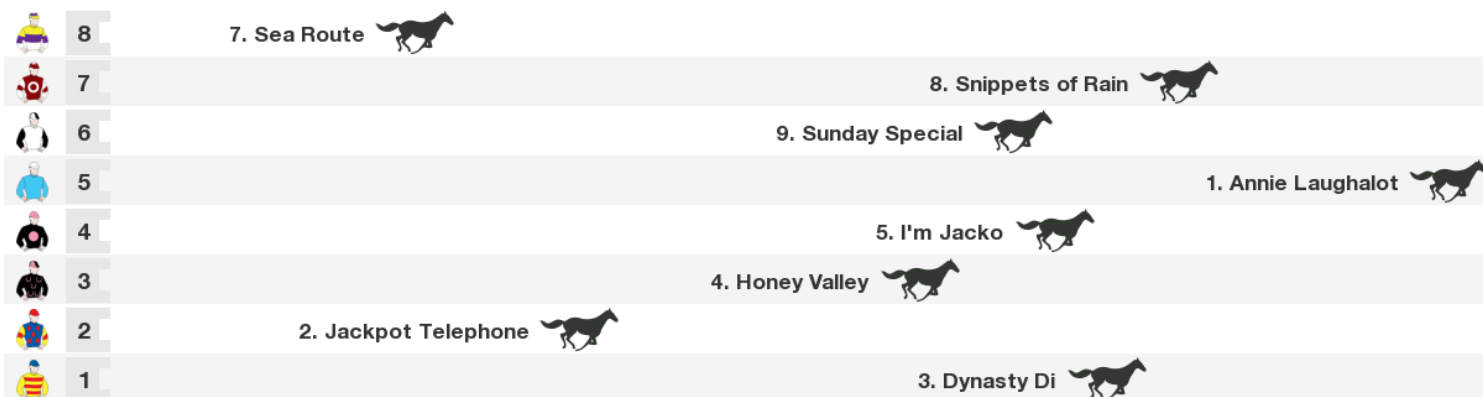 8 7. Sea Route
7 8. Snippets of Rain
6 9. Sunday Special
5 1. Annie Laughalot
4 5. I'm Jacko
3 4. Honey Valley
2 2. Jackpot Telephone
1 3. Dynasty Di